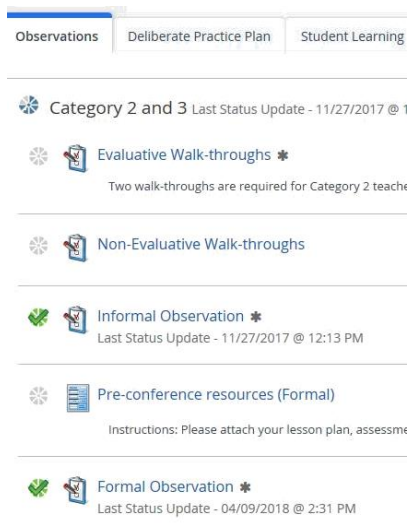 Observations Deliberate Practice Plan Student Learning
Category 2 and 3 Last Status Update - 11/27/2017 @
Evaluative Walk-throughs ✱
Two walk-throughs are required for Category 2
Non-Evaluative Walk-throughs
Informal Observation ✱
Last Status Update - 11/27/2017 @ 12:13 PM
Pre-conference resources (Formal)
Instructions: Please attach your lesson plan,
Formal Observation ✱
Last Status Update - 04/09/2018 @ 2:31 PM